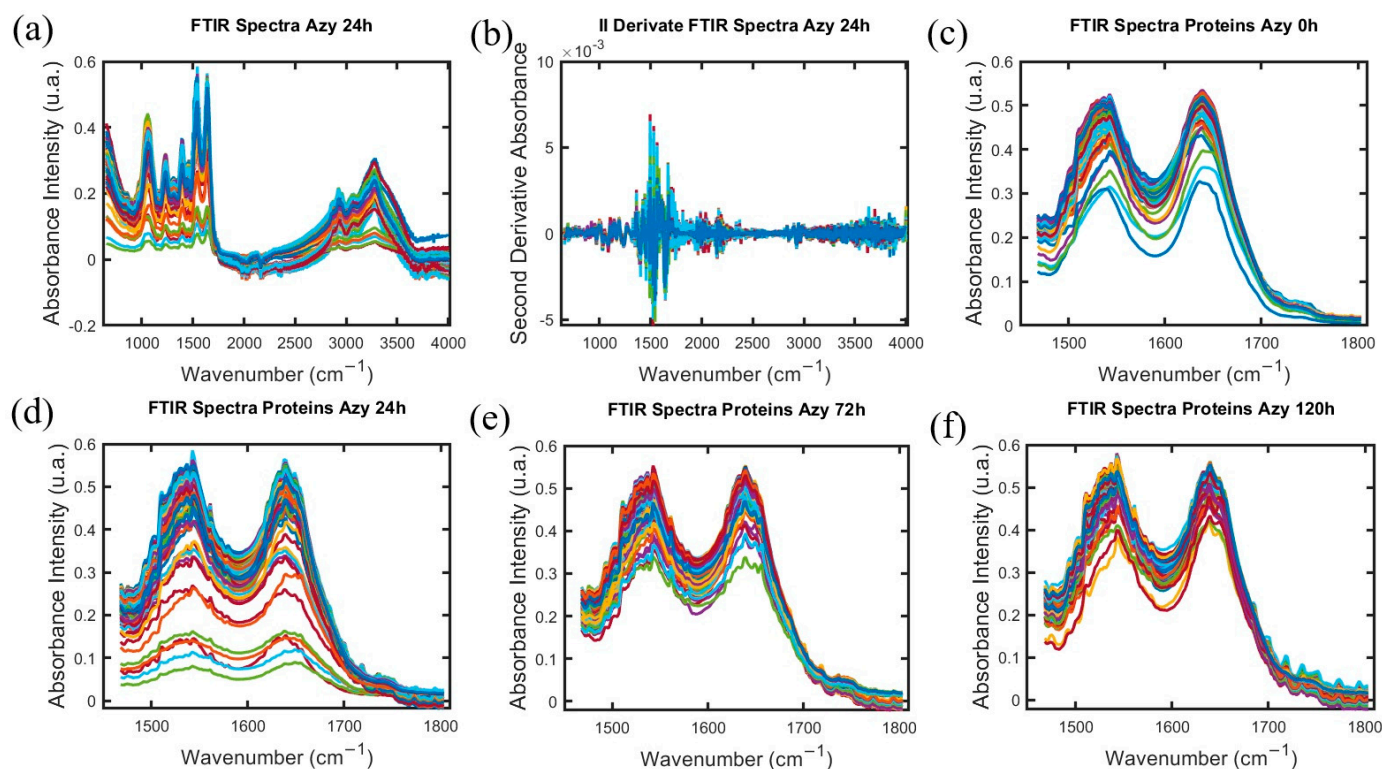 (a)
FTIR Spectra Azy 24h
Absorbance Intensity (u.a.)
0.6
0.4
0.2
0
-0.2
1000 1500 2000 2500 3000 3500 4000
Wavenumber (cm⁻¹)
(b)
II Derivate FTIR Spectra Azy 24h
×10⁻³
Second Derivative Absorbance
10
5
0
-5
1000 1500 2000 2500 3000 3500 4000
Wavenumber (cm⁻¹)
(c)
FTIR Spectra Proteins Azy 0h
Absorbance Intensity (u.a.)
0.6
0.5
0.4
0.3
0.2
0.1
0
1500 1600 1700 1800
Wavenumber (cm⁻¹)
(d)
FTIR Spectra Proteins Azy 24h
Absorbance Intensity (u.a.)
0.6
0.5
0.4
0.3
0.2
0.1
0
1500 1600 1700 1800
Wavenumber (cm⁻¹)
(e)
FTIR Spectra Proteins Azy 72h
Absorbance Intensity (u.a.)
0.6
0.5
0.4
0.3
0.2
0.1
0
1500 1600 1700 1800
Wavenumber (cm⁻¹)
(f)
FTIR Spectra Proteins Azy 120h
Absorbance Intensity (u.a.)
0.6
0.5
0.4
0.3
0.2
0.1
0
1500 1600 1700 1800
Wavenumber (cm⁻¹)